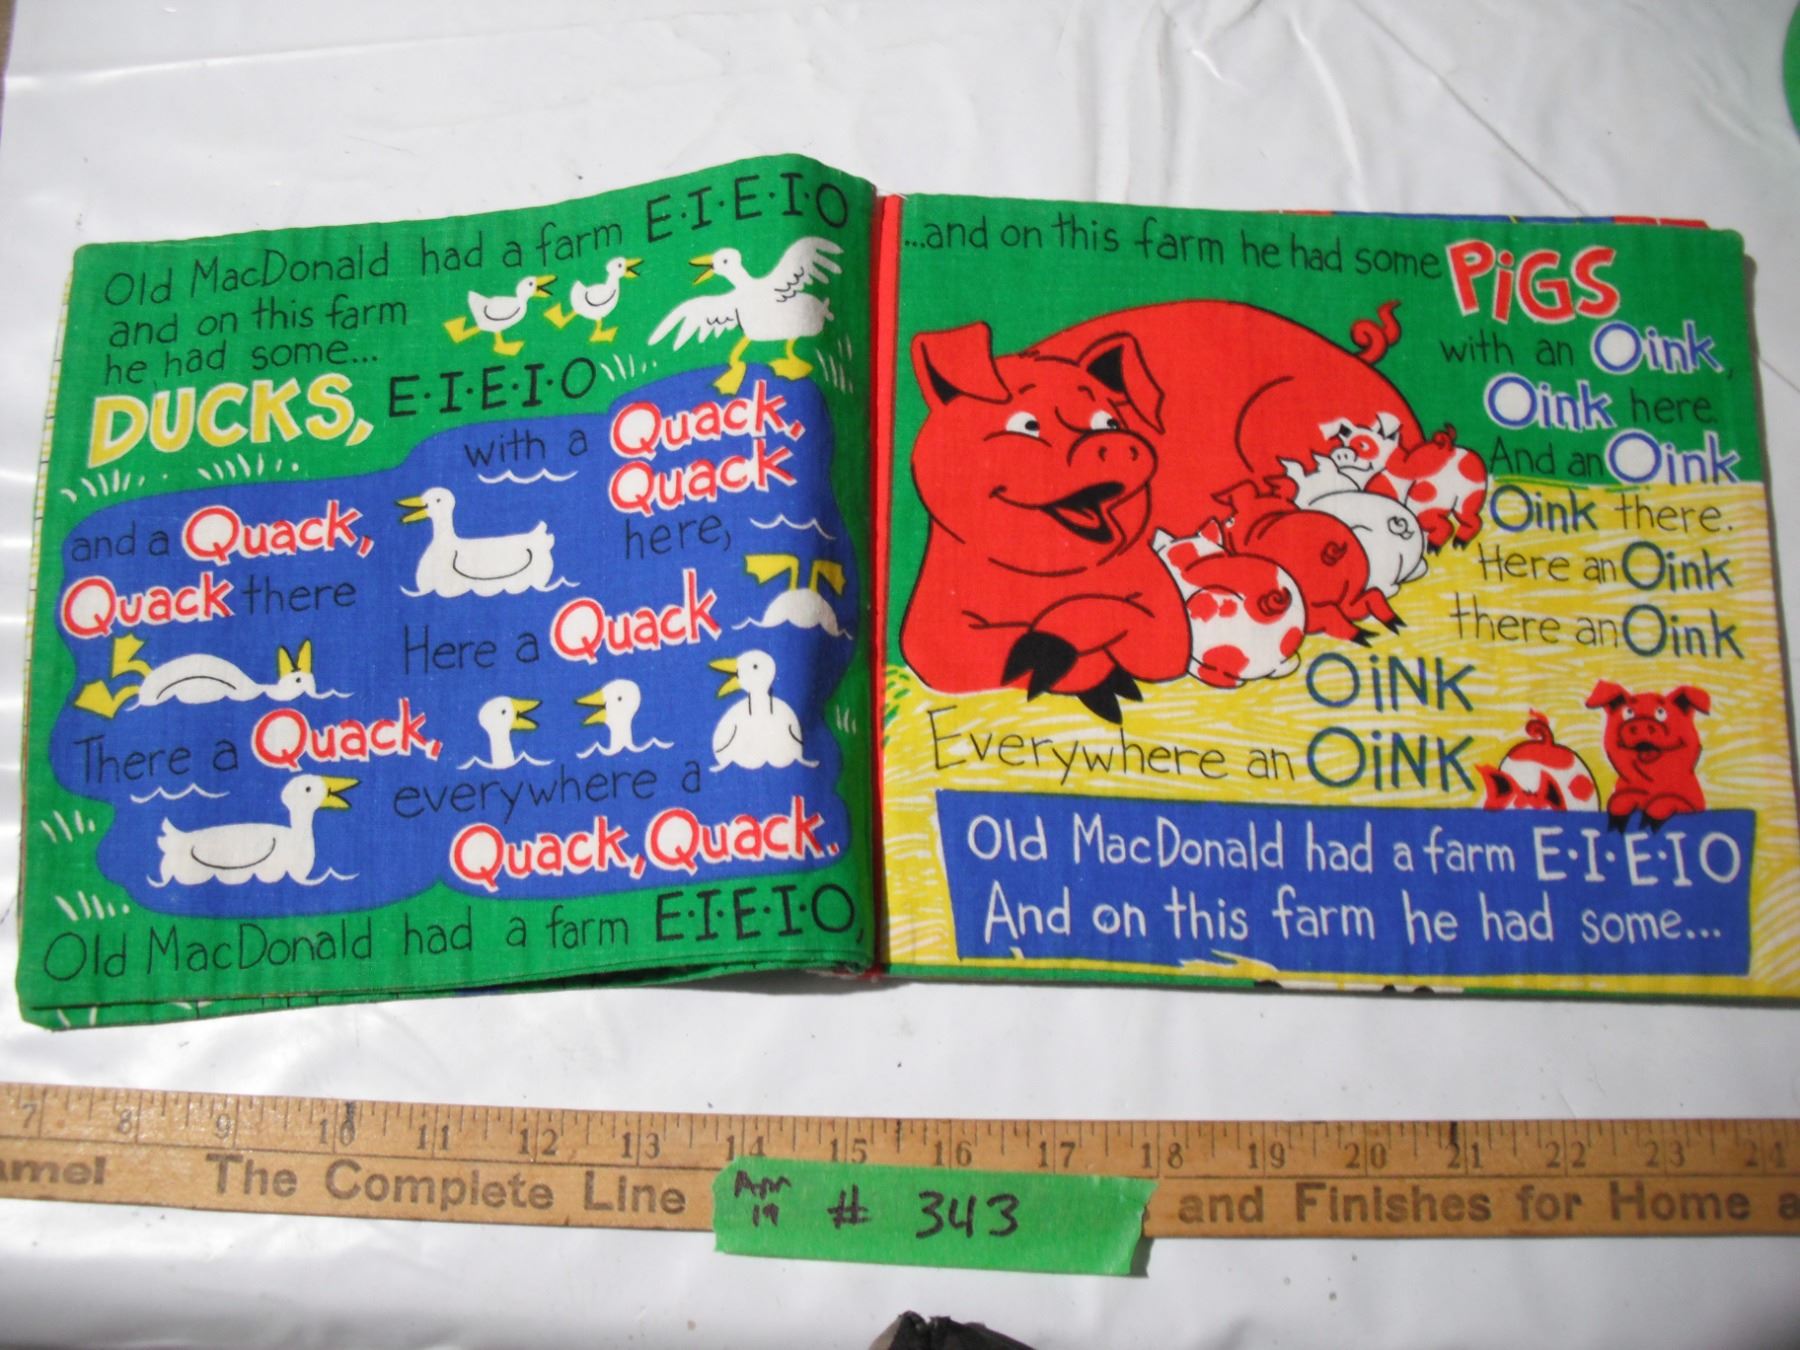 Old MacDonald had a farm E·I·E·I·O
and on this farm
he had some...
DUCKS, E·I·E·I·O
with a Quack,
Quack
here,
and a Quack,
Quack there
Here a Quack
There a Quack,
everywhere a
Quack, Quack.
Old MacDonald had a farm E·I·E·I·O,
...and on this farm he had some PiGS
with an Oink,
Oink here.
And an Oink
Oink there.
Here an Oink
there an Oink
OiNK
Everywhere an OiNK
Old MacDonald had a farm E·I·E·I O
And on this farm he had some...
7 8 9 10 11 12 13 14 15 16 17 18 19 20 21 22 23 24
amel The Complete Line and Finishes for Home a
19 # 343